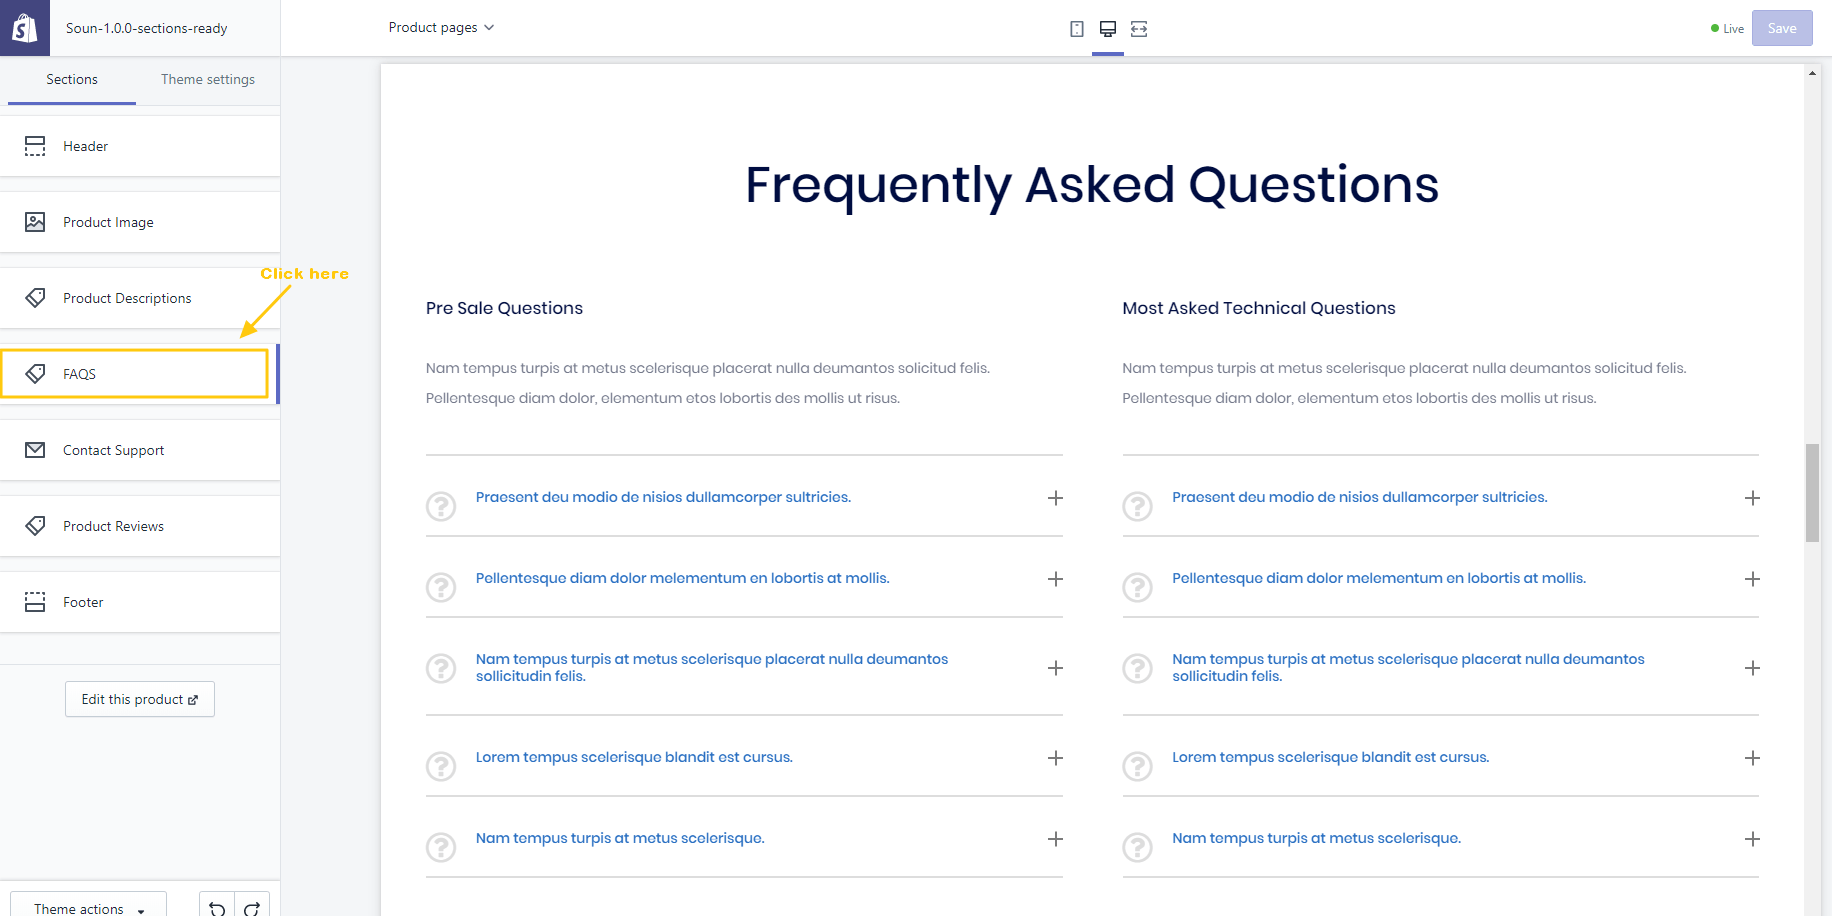 Soun-1.0.0-sections-ready
Product pages
Live
Save
Sections
Theme settings
Header
Product Image
Click here
Product Descriptions
FAQS
Contact Support
Product Reviews
Footer
Edit this product
Theme actions
Frequently Asked Questions
Pre Sale Questions
Nam tempus turpis at metus scelerisque placerat nulla deumantos solicitud felis.
Pellentesque diam dolor, elementum etos lobortis des mollis ut risus.
Praesent deu modio de nisios dullamcorper sultricies.
Pellentesque diam dolor melementum en lobortis at mollis.
Nam tempus turpis at metus scelerisque placerat nulla deumantos
sollicitudin felis.
Lorem tempus scelerisque blandit est cursus.
Nam tempus turpis at metus scelerisque.
Most Asked Technical Questions
Nam tempus turpis at metus scelerisque placerat nulla deumantos solicitud felis.
Pellentesque diam dolor, elementum etos lobortis des mollis ut risus.
Praesent deu modio de nisios dullamcorper sultricies.
Pellentesque diam dolor melementum en lobortis at mollis.
Nam tempus turpis at metus scelerisque placerat nulla deumantos
sollicitudin felis.
Lorem tempus scelerisque blandit est cursus.
Nam tempus turpis at metus scelerisque.